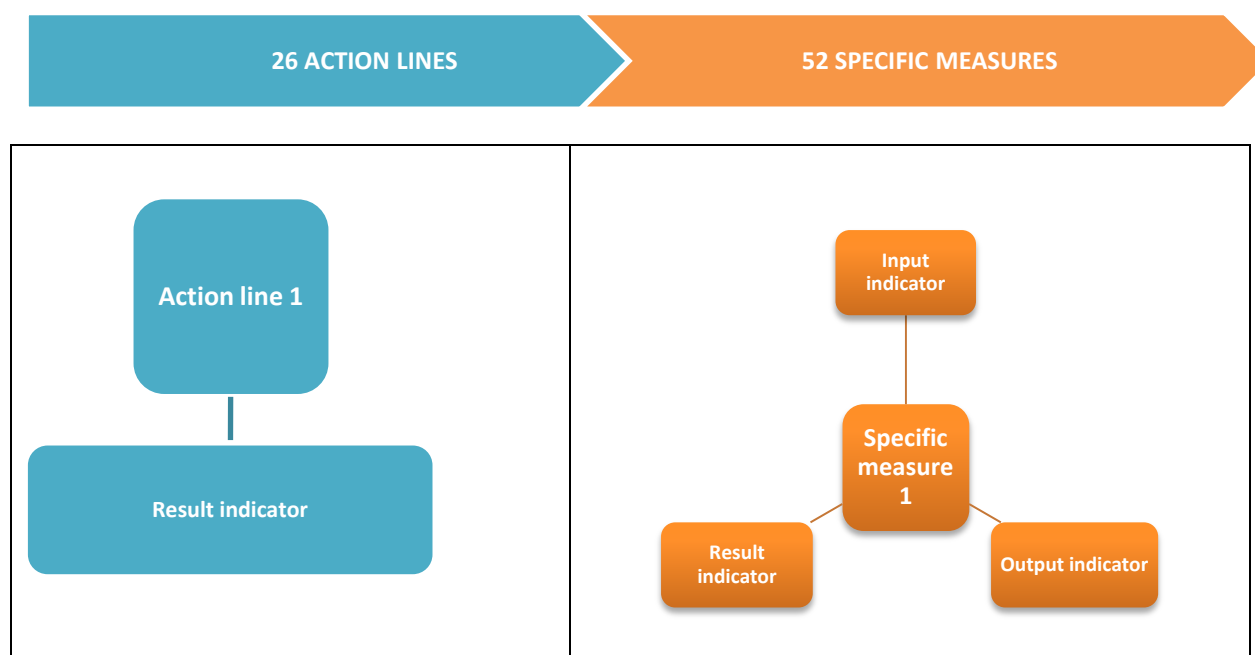 26 ACTION LINES
52 SPECIFIC MEASURES
Action line 1
Result indicator
Input
indicator
Specific
measure
1
Result
indicator
Output indicator